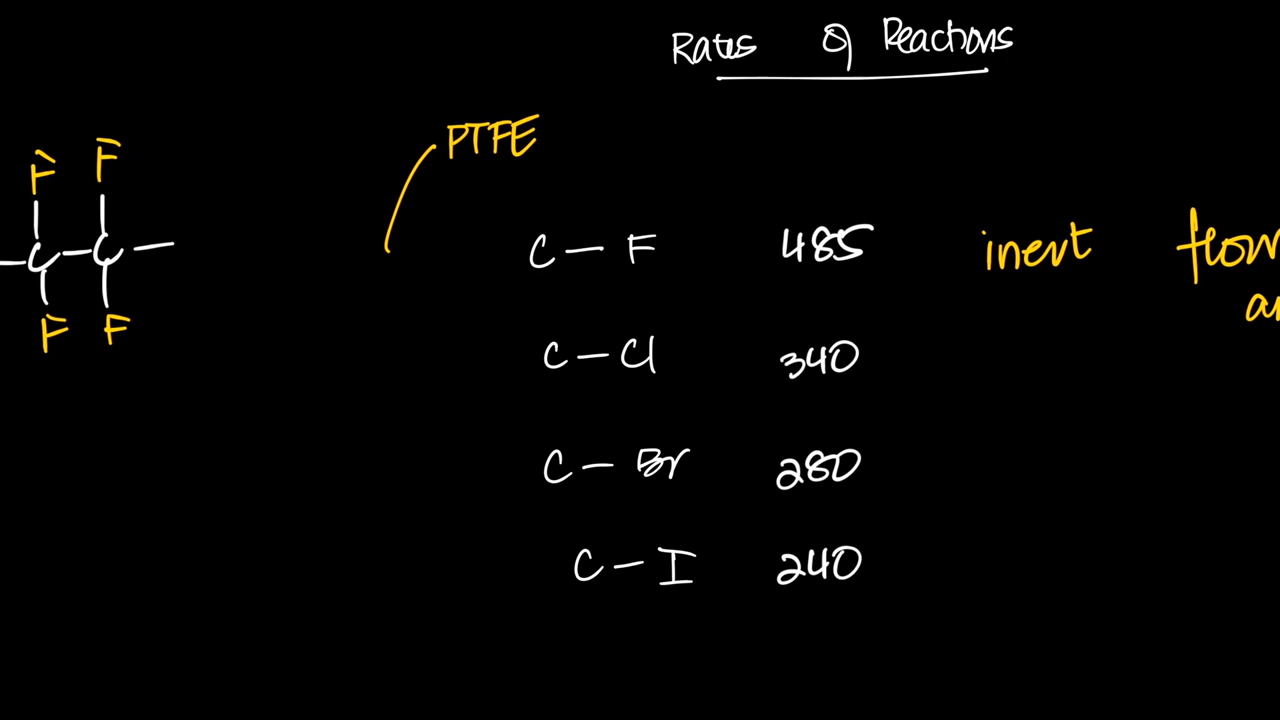 Rates of Reactions
PTFE
F F
C — F 485 inert
— C — C —
F F
C — Cl 340
C — Br 280
C — I 240